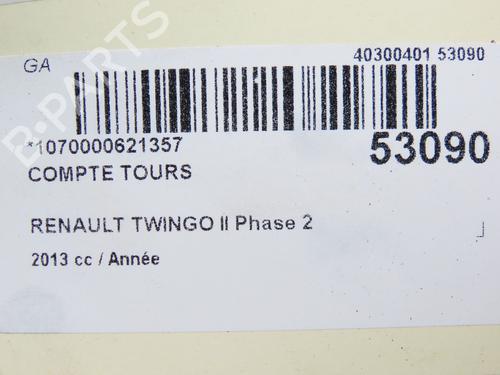 GA
40300401 53090
*1070000621357
53090
COMPTE TOURS
RENAULT TWINGO II Phase 2
2013 cc / Année
B-PARTS